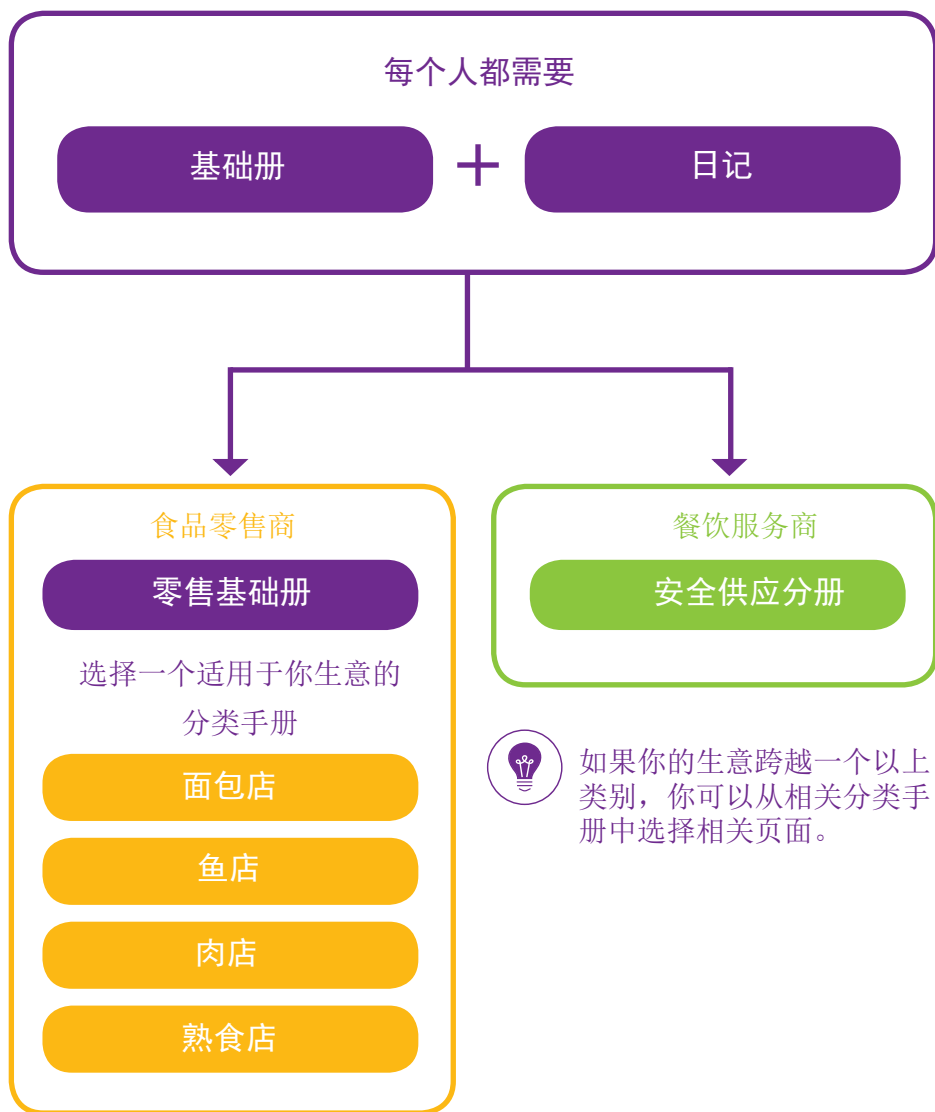 每个人都需要
基础册
+
日记
食品零售商
零售基础册
选择一个适用于你生意的
分类手册
面包店
鱼店
肉店
熟食店
餐饮服务商
安全供应分册
如果你的生意跨越一个以上
类别，你可以从相关分类手
册中选择相关页面。